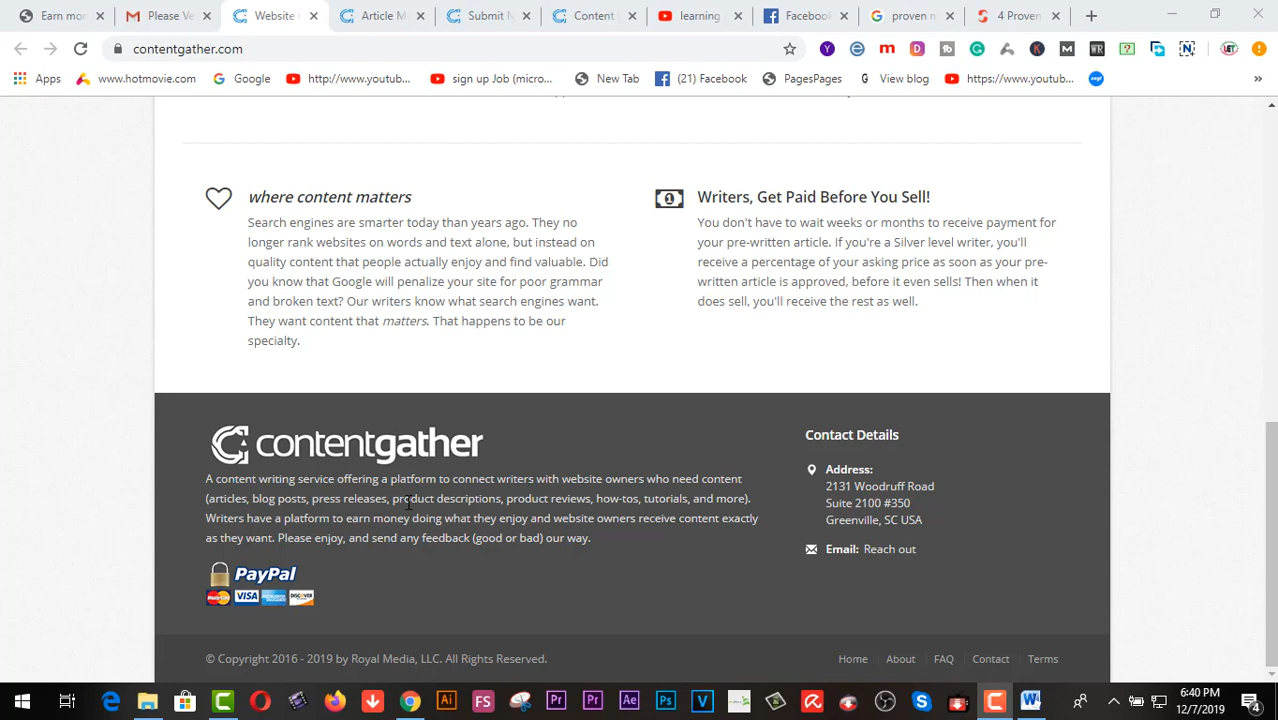 Earn mo
Please Ve
Website
Article M
Submit N
Content
learning
Facebook
proven
4 Proven
contentgather.com
Apps
www.hotmovie.com
Google
http://www.youtub...
sign up Job (micro...
New Tab
(21) Facebook
PagesPages
View blog
https://www.youtub...
where content matters
Search engines are smarter today than years ago. They no
longer rank websites on words and text alone, but instead on
quality content that people actually enjoy and find valuable. Did
you know that Google will penalize your site for poor grammar
and broken text? Our writers know what search engines want.
They want content that matters. That happens to be our
specialty.
Writers, Get Paid Before You Sell!
You don't have to wait weeks or months to receive payment for
your pre-written article. If you're a Silver level writer, you'll
receive a percentage of your asking price as soon as your pre-
written article is approved, before it even sells! Then when it
does sell, you'll receive the rest as well.
contentgather
A content writing service offering a platform to connect writers with website owners who need content
(articles, blog posts, press releases, product descriptions, product reviews, how-tos, tutorials, and more).
Writers have a platform to earn money doing what they enjoy and website owners receive content exactly
as they want. Please enjoy, and send any feedback (good or bad) our way.
PayPal
MasterCard VISA DISCOVER
Contact Details
Address:
2131 Woodruff Road
Suite 2100 #350
Greenville, SC USA
Email: Reach out
© Copyright 2016 - 2019 by Royal Media, LLC. All Rights Reserved.
Home About FAQ Contact Terms
6:40 PM
12/7/2019